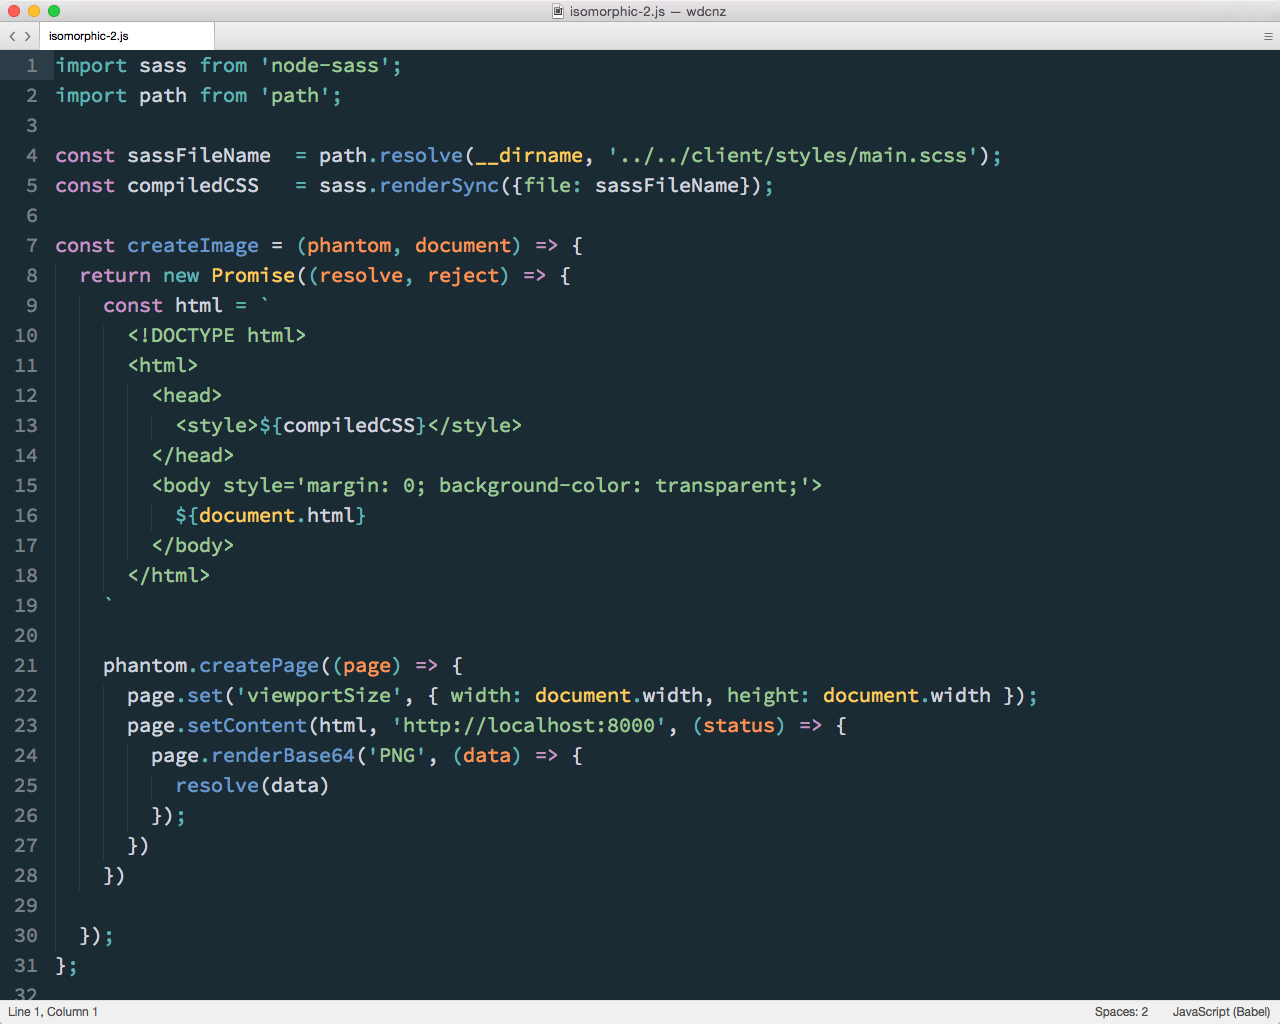 isomorphic-2.js — wdcnz
isomorphic-2.js
1 import sass from 'node-sass';
2 import path from 'path';
3
4 const sassFileName  = path.resolve(__dirname, '../../client/styles/main.scss');
5 const compiledCSS   = sass.renderSync({file: sassFileName});
6
7 const createImage = (phantom, document) => {
8   return new Promise((resolve, reject) => {
9     const html = `
10       <!DOCTYPE html>
11       <html>
12         <head>
13           <style>${compiledCSS}</style>
14         </head>
15         <body style='margin: 0; background-color: transparent;'>
16           ${document.html}
17         </body>
18       </html>
19     `
20
21     phantom.createPage((page) => {
22       page.set('viewportSize', { width: document.width, height: document.width });
23       page.setContent(html, 'http://localhost:8000', (status) => {
24         page.renderBase64('PNG', (data) => {
25           resolve(data)
26         });
27       })
28     })
29
30   });
31 };
32
Line 1, Column 1 Spaces: 2 JavaScript (Babel)